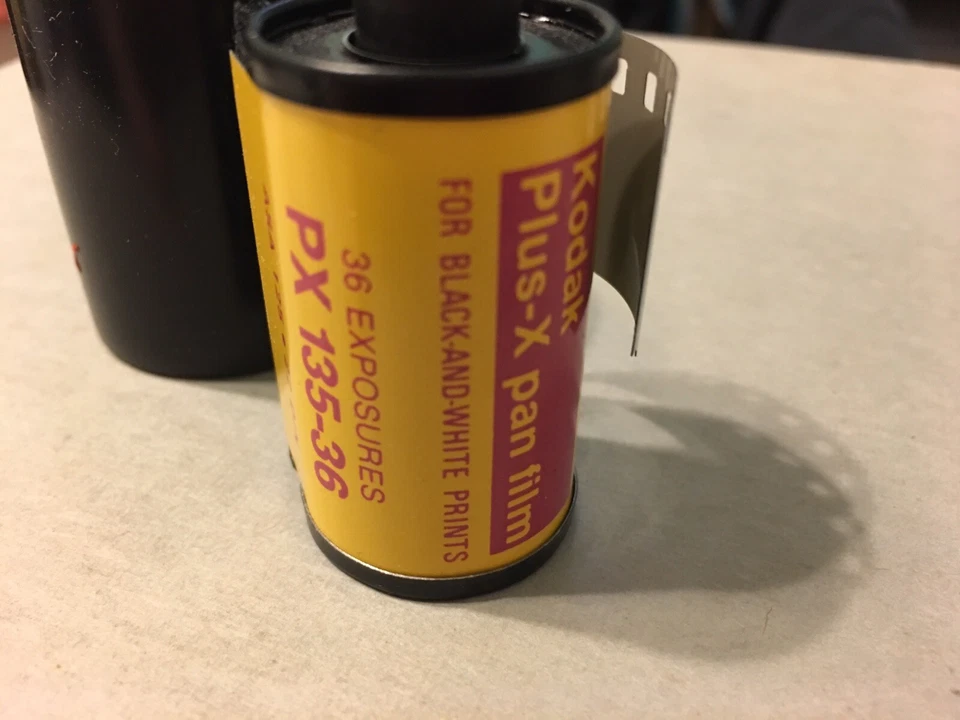 Kodak
Plus-X pan film
FOR BLACK-AND-WHITE PRINTS
36 EXPOSURES
PX 135-36